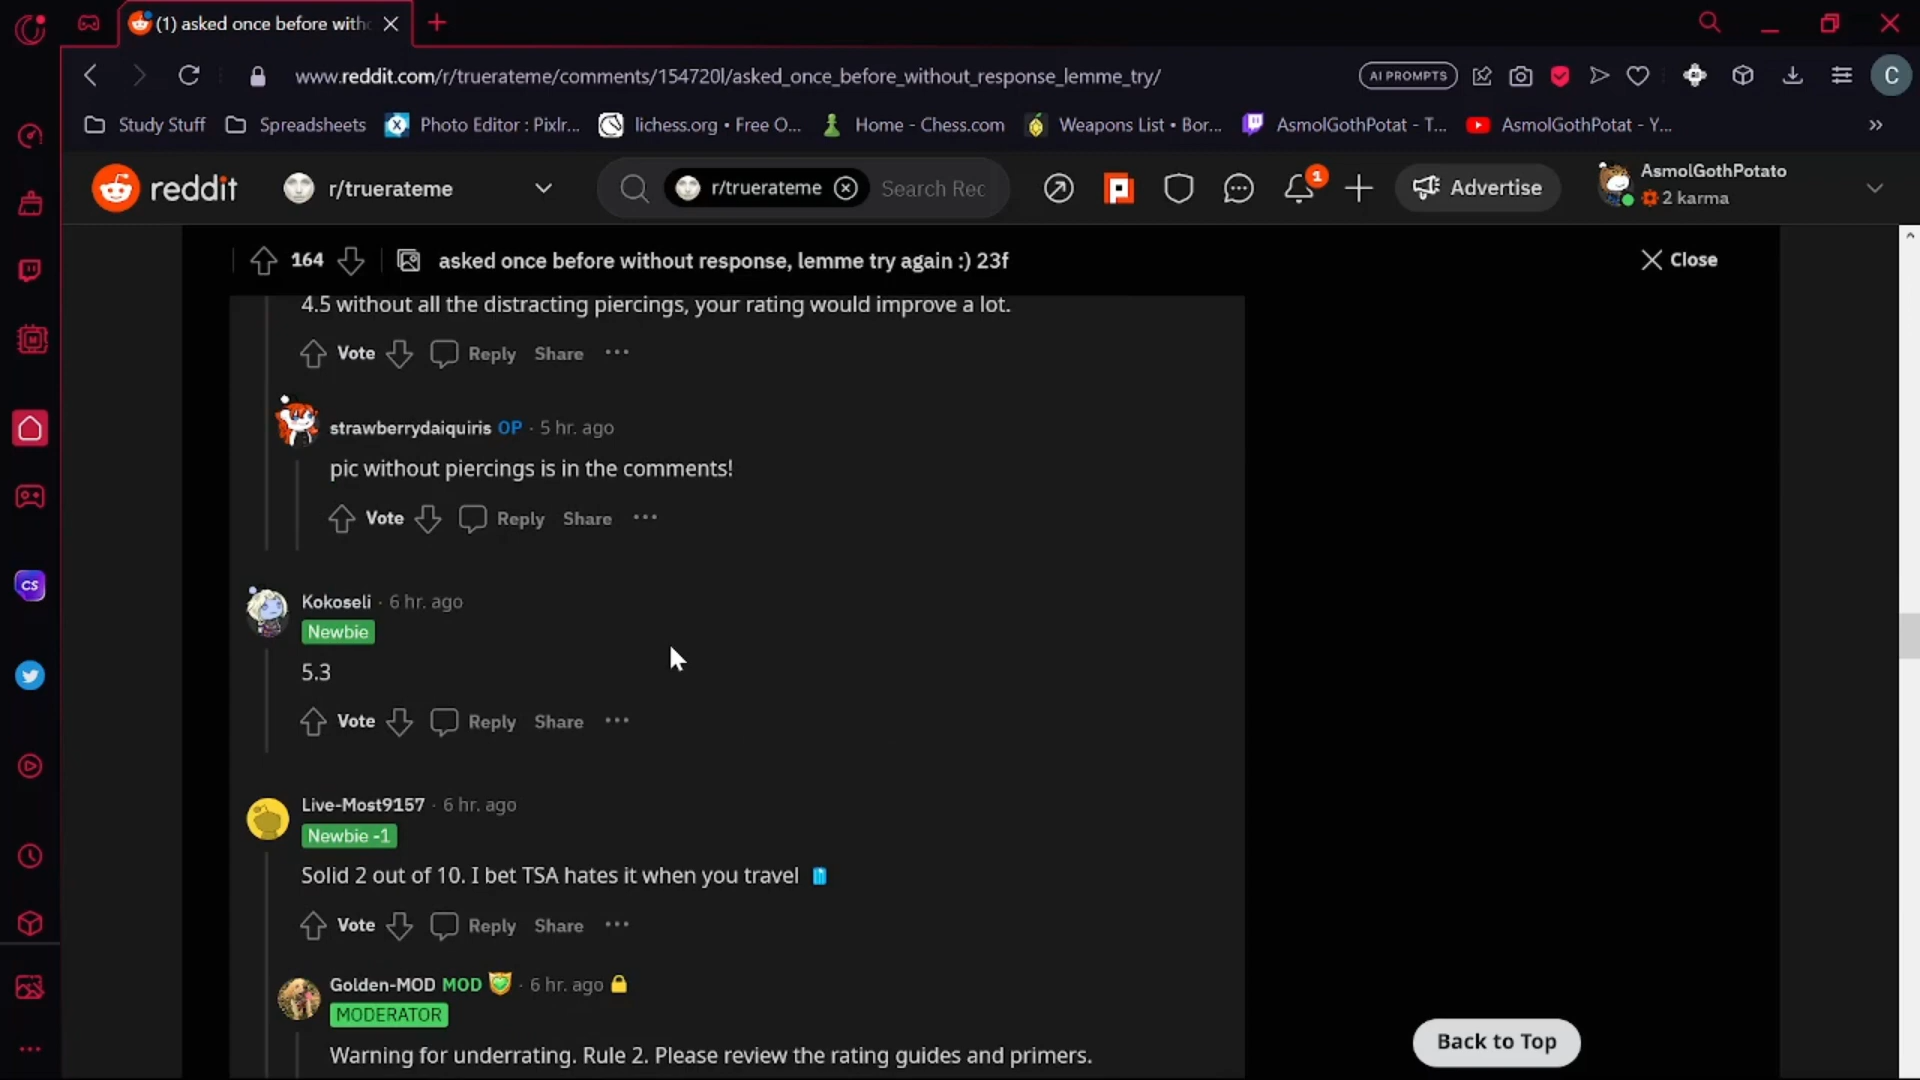 (1) asked once before with
www.reddit.com/r/truerateme/comments/154720l/asked_once_before_without_response_lemme_try/
AI PROMPTS
C
Study Stuff
Spreadsheets
Photo Editor : Pixlr...
lichess.org • Free O...
Home - Chess.com
Weapons List • Bor...
AsmolGothPotat - T...
AsmolGothPotat - Y...
reddit
r/truerateme
r/truerateme
Search Rec
1
Advertise
AsmolGothPotato
2 karma
164
asked once before without response, lemme try again :) 23f
Close
4.5 without all the distracting piercings, your rating would improve a lot.
Vote Reply Share ···
strawberrydaiquiris OP · 5 hr. ago
pic without piercings is in the comments!
Vote Reply Share ···
Kokoseli · 6 hr. ago
Newbie
5.3
Vote Reply Share ···
CS
Live-Most9157 · 6 hr. ago
Newbie -1
Solid 2 out of 10. I bet TSA hates it when you travel
Vote Reply Share ···
Golden-MOD MOD · 6 hr. ago
MODERATOR
Warning for underrating. Rule 2. Please review the rating guides and primers.
Back to Top